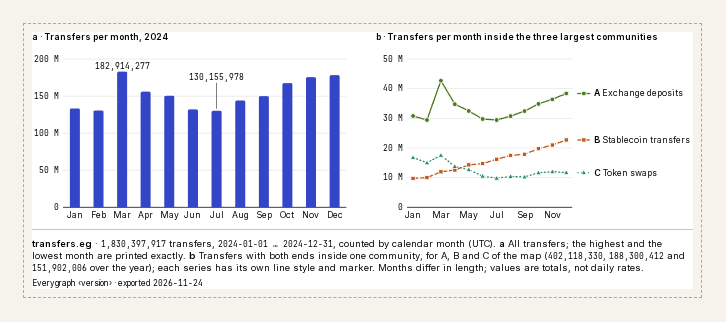 a · Transfers per month, 2024
200 M
150 M
100 M
50 M
0
182,914,277
130,155,978
Jan Feb Mar Apr May Jun Jul Aug Sep Oct Nov Dec
b · Transfers per month inside the three largest communities
50 M
40 M
30 M
20 M
10 M
0
Jan Mar May Jul Sep Nov
A Exchange deposits
B Stablecoin transfers
C Token swaps
transfers.eg · 1,830,397,917 transfers, 2024-01-01 … 2024-12-31, counted by calendar month (UTC). a All transfers; the highest and the
lowest month are printed exactly. b Transfers with both ends inside one community, for A, B and C of the map (402,118,330, 188,300,412 and
151,902,006 over the year); each series has its own line style and marker. Months differ in length; values are totals, not daily rates.
Everygraph ‹version› · exported 2026-11-24